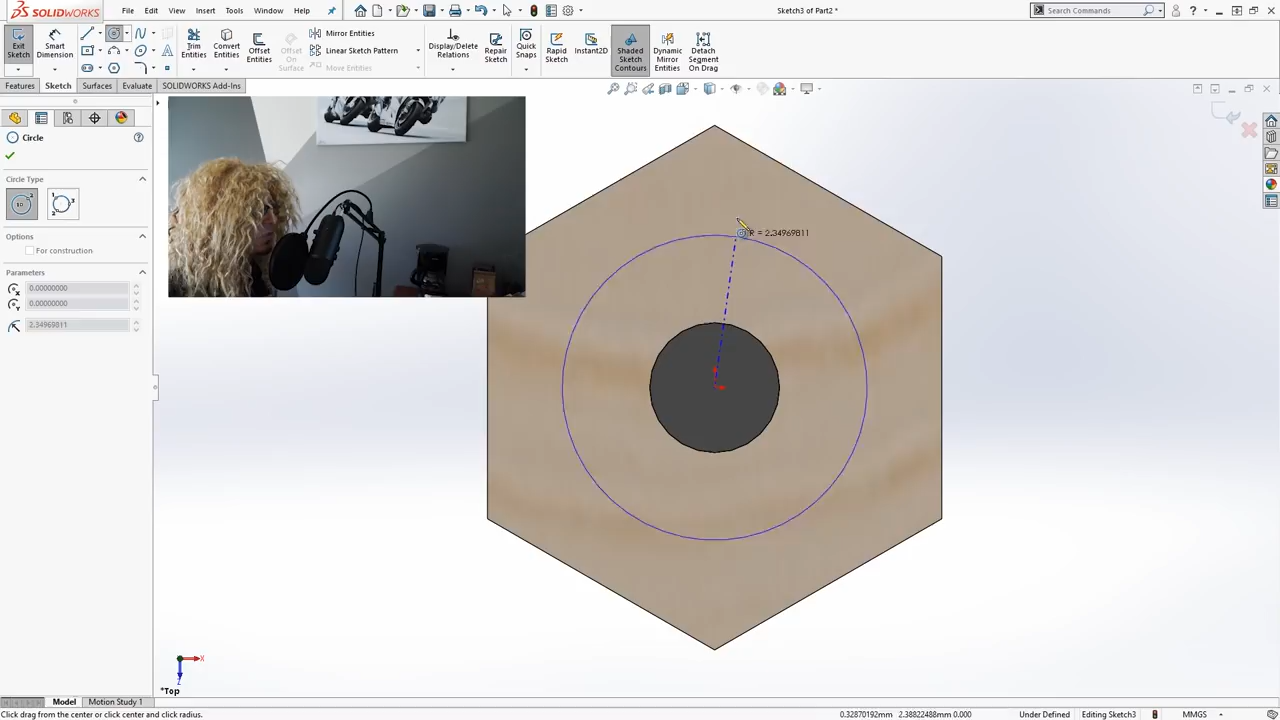 SOLIDWORKS
File
Edit
View
Insert
Tools
Window
Help
Sketch3 of Part2 *
Search Commands
Exit
Sketch
Smart
Dimension
Trim
Entities
Convert
Entities
Offset
Entities
Offset
On
Surface
Mirror Entities
Linear Sketch Pattern
Move Entities
Display/Delete
Relations
Repair
Sketch
Quick
Snaps
Rapid
Sketch
Instant2D
Shaded
Sketch
Contours
Dynamic
Mirror
Entities
Detach
Segment
On Drag
Features
Sketch
Surfaces
Evaluate
SOLIDWORKS Add-Ins
Circle
Circle Type
Options
For construction
Parameters
0.00000000
0.00000000
2.34969811
R = 2.34969811
X
Z
*Top
Model
Motion Study 1
Click drag from the center or click center and click radius.
0.32870192mm
2.38822488mm 0.000
Under Defined
Editing Sketch3
MMGS